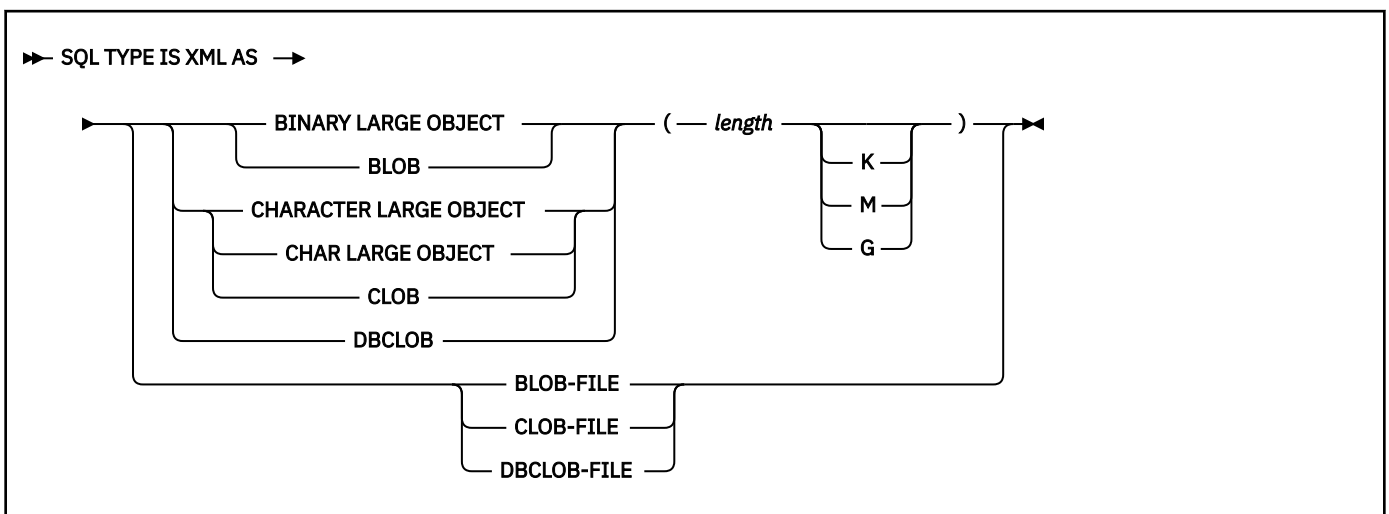 SQL TYPE IS XML AS
BINARY LARGE OBJECT ( length )
BLOB K
M
CHARACTER LARGE OBJECT
CHAR LARGE OBJECT G
CLOB
DBCLOB
BLOB-FILE
CLOB-FILE
DBCLOB-FILE